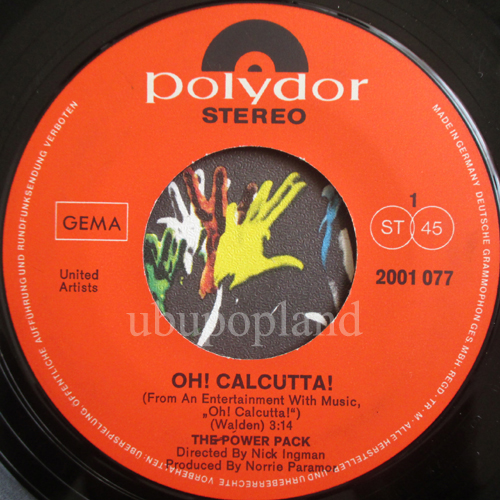 polydor
STEREO
1
GEMA
ST 45
United
Artists
2001 077
ubupopland
OH! CALCUTTA!
(From An Entertainment With Music,
„Oh! Calcutta!“)
(Walden) 3:14
THE POWER PACK
Directed By Nick Ingman
Produced By Norrie Paramor
MADE IN GERMANY DEUTSCHE GRAMMOPHON GES MBH · REGD · TR · M · ALLE HERSTELLER-
UND URHEBERRECHTE VORBEHALTEN · ÜBERSPIELUNG, ÖFFENTLICHE AUFFÜHRUNG UND RUNDFUNKSENDUNG VERBOTEN